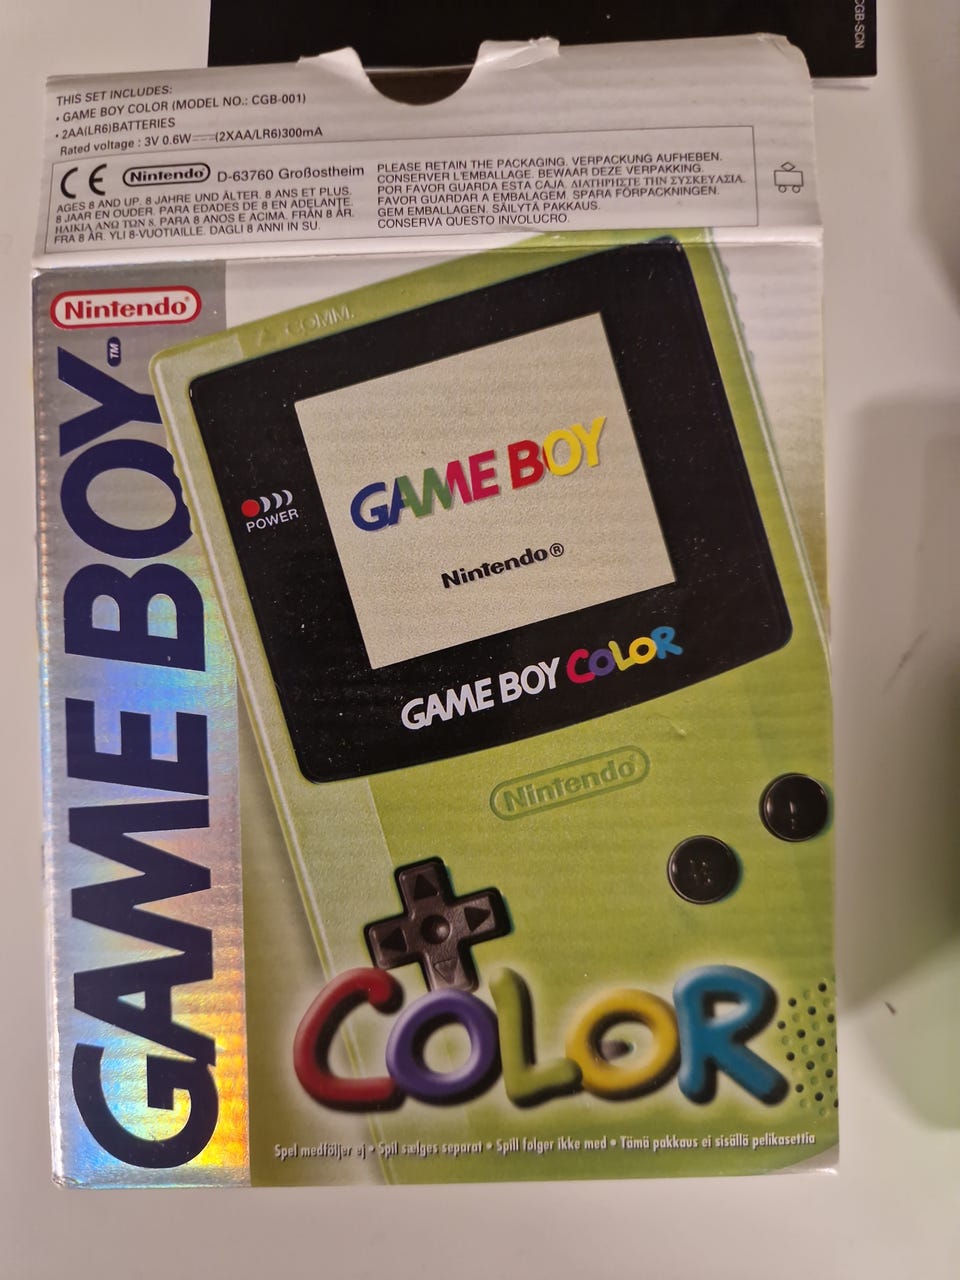 CGB-SCN
THIS SET INCLUDES:
• GAME BOY COLOR (MODEL NO.: CGB-001)
• 2AA(LR6)BATTERIES
Rated voltage : 3V 0.6W⎓(2XAA/LR6)300mA
CE Nintendo® D-63760 Großostheim
AGES 8 AND UP. 8 JAHRE UND ÄLTER. 8 ANS ET PLUS.
8 JAAR EN OUDER. PARA EDADES DE 8 EN ADELANTE.
ΗΛΙΚΙΑ ΑΝΩ ΤΩΝ 8. PARA 8 ANOS E ACIMA. FRÅN 8 ÅR.
FRA 8 ÅR. YLI 8-VUOTIAILLE. DAGLI 8 ANNI IN SU.
PLEASE RETAIN THE PACKAGING. VERPACKUNG AUFHEBEN.
CONSERVER L'EMBALLAGE. BEWAAR DEZE VERPAKKING.
POR FAVOR GUARDA ESTA CAJA. ΔΙΑΤΗΡΗΣΤΕ ΤΗΝ ΣΥΣΚΕΥΑΣΙΑ.
FAVOR GUARDAR A EMBALAGEM. SPARA FÖRPACKNINGEN.
GEM EMBALLAGEN. SÄILYTÄ PAKKAUS.
CONSERVA QUESTO INVOLUCRO.
Nintendo®
GAME BOY™
COMM.
POWER
GAME BOY
Nintendo®
GAME BOY COLOR
Nintendo®
COLOR
Spel medföljer ej • Spil sælges separat • Spill følger ikke med • Tämä pakkaus ei sisällä pelikasettia